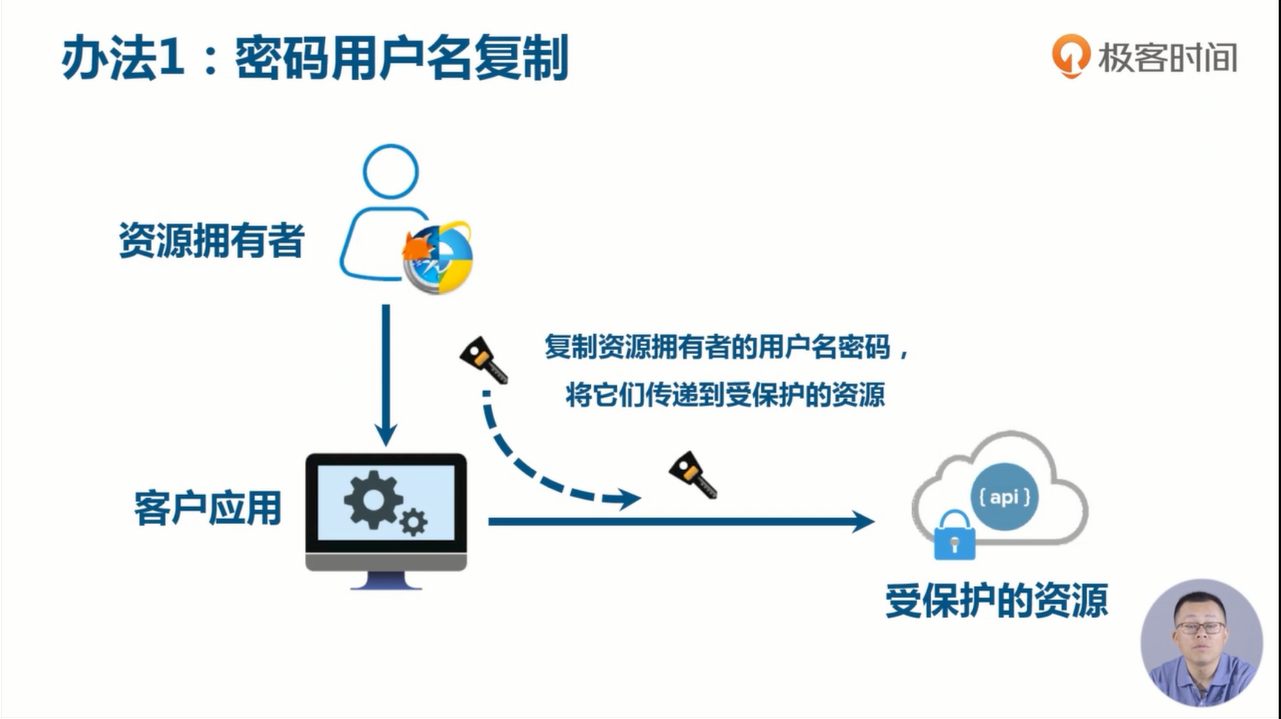 办法1：密码用户名复制
极客时间
资源拥有者
复制资源拥有者的用户名密码，
将它们传递到受保护的资源
客户应用
{ api }
受保护的资源